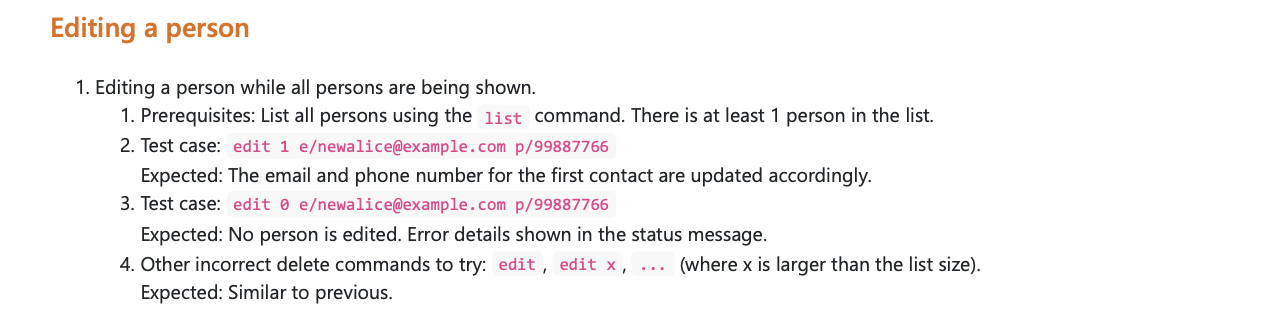 Editing a person
1. Editing a person while all persons are being shown.
1. Prerequisites: List all persons using the list command. There is at least 1 person in the list.
2. Test case: edit 1 e/newalice@example.com p/99887766
Expected: The email and phone number for the first contact are updated accordingly.
3. Test case: edit 0 e/newalice@example.com p/99887766
Expected: No person is edited. Error details shown in the status message.
4. Other incorrect delete commands to try: edit, edit x, ... (where x is larger than the list size).
Expected: Similar to previous.